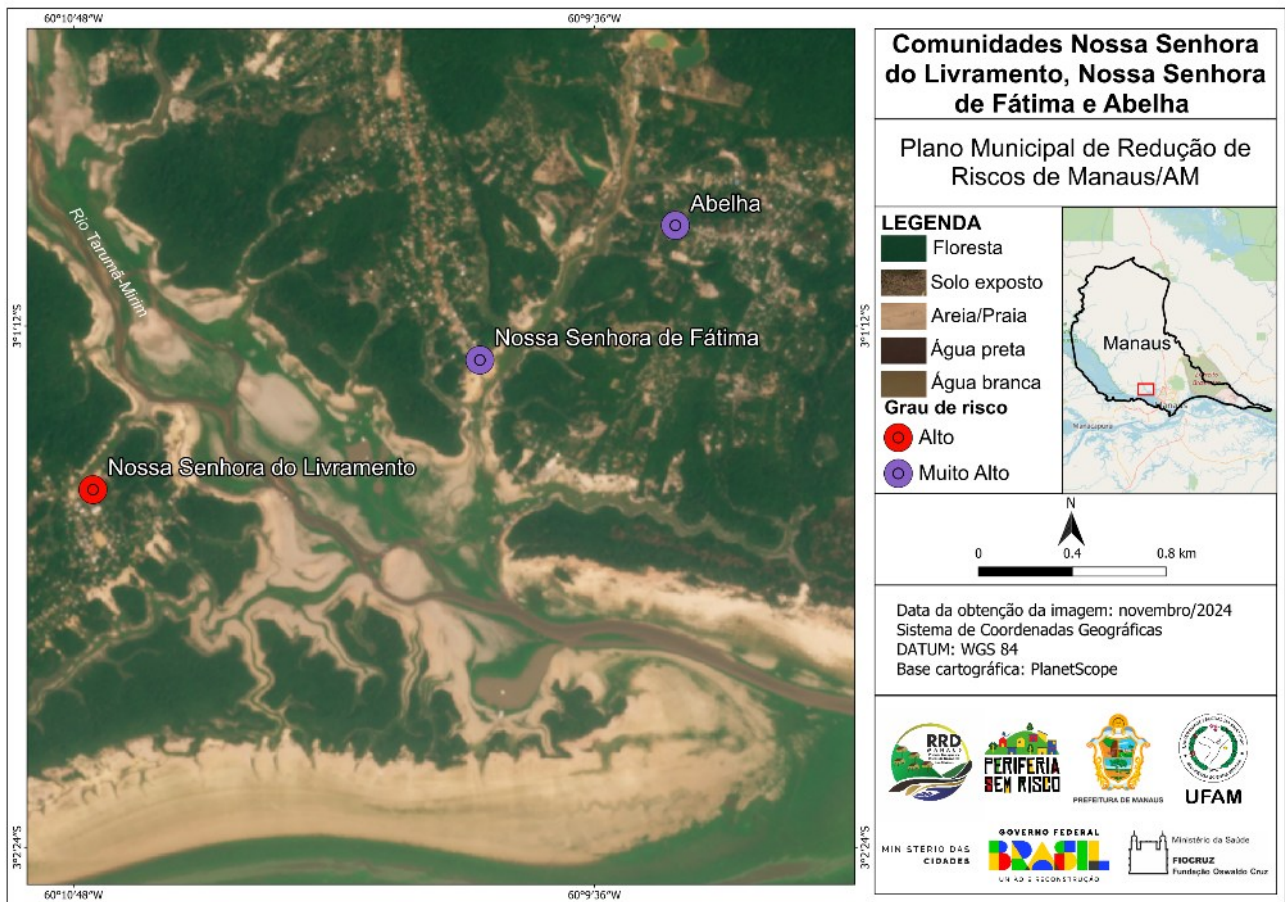 60°10'48"W
60°9'36"W
3°1'12"S
3°2'24"S
3°1'12"S
3°2'24"S
60°10'48"W
60°9'36"W
Rio Tarumã-Mirim
Abelha
Nossa Senhora de Fátima
Nossa Senhora do Livramento
Comunidades Nossa Senhora
do Livramento, Nossa Senhora
de Fátima e Abelha
Plano Municipal de Redução de
Riscos de Manaus/AM
LEGENDA
Floresta
Solo exposto
Areia/Praia
Água preta
Água branca
Grau de risco
Alto
Muito Alto
Manaus
Manaus
Manacapuru
N
0 0.4 0.8 km
Data da obtenção da imagem: novembro/2024
Sistema de Coordenadas Geográficas
DATUM: WGS 84
Base cartográfica: PlanetScope
RRD
MANAUS
PERIFERIA
SEM RISCO
PREFEITURA DE MANAUS
UFAM
MINISTÉRIO DAS
CIDADES
GOVERNO FEDERAL
BRASIL
UNIÃO E RECONSTRUÇÃO
Ministério da Saúde
FIOCRUZ
Fundação Oswaldo Cruz